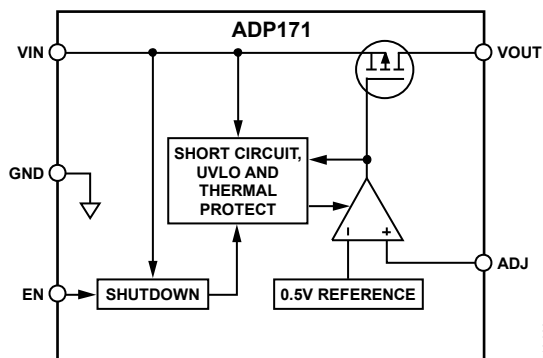 ADP171
VIN
VOUT
SHORT CIRCUIT,
UVLO AND
THERMAL
PROTECT
GND
- +
ADJ
EN
SHUTDOWN
0.5V REFERENCE